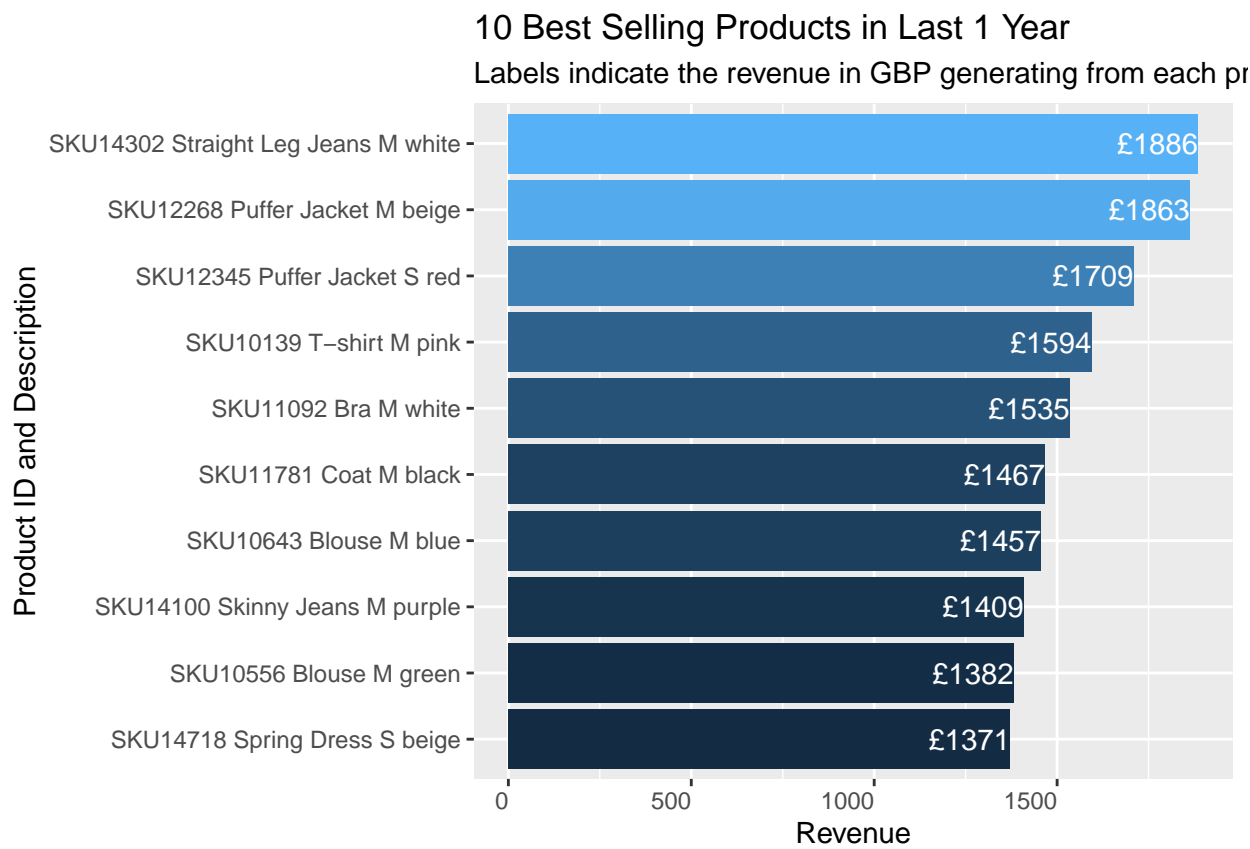 10 Best Selling Products in Last 1 Year
Labels indicate the revenue in GBP generating from each pr
Product ID and Description
SKU14302 Straight Leg Jeans M white
£1886
SKU12268 Puffer Jacket M beige
£1863
SKU12345 Puffer Jacket S red
£1709
SKU10139 T−shirt M pink
£1594
SKU11092 Bra M white
£1535
SKU11781 Coat M black
£1467
SKU10643 Blouse M blue
£1457
SKU14100 Skinny Jeans M purple
£1409
SKU10556 Blouse M green
£1382
SKU14718 Spring Dress S beige
£1371
0 500 1000 1500
Revenue